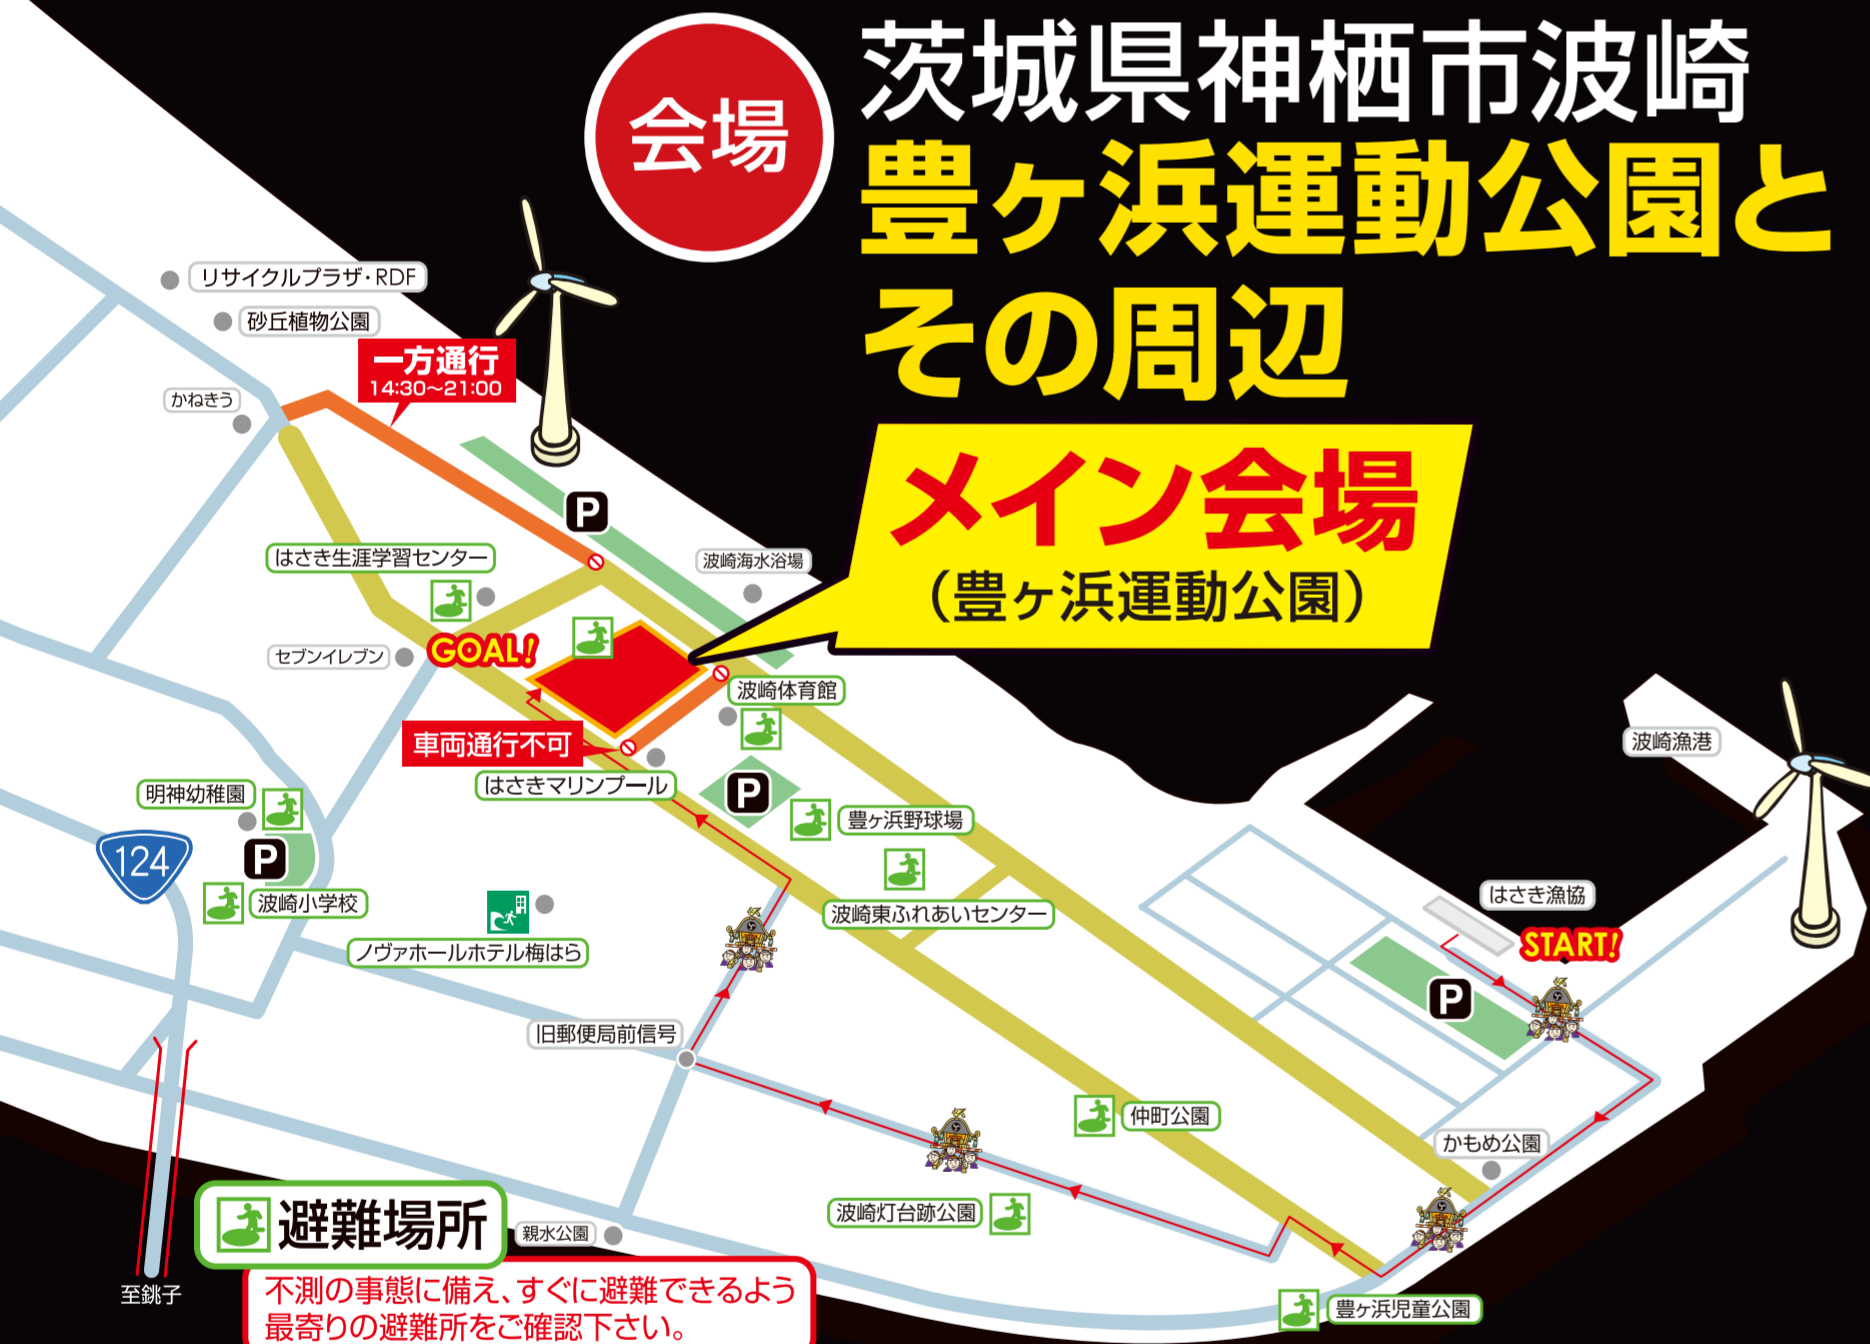 会場
茨城県神栖市波崎
豊ヶ浜運動公園と
その周辺
メイン会場
（豊ヶ浜運動公園）
リサイクルプラザ・RDF
砂丘植物公園
一方通行
14:30〜21:00
かねきう
P
はさき生涯学習センター
波崎海水浴場
セブンイレブン
GOAL!
波崎体育館
車両通行不可
はさきマリンプール
波崎漁港
明神幼稚園
P
豊ヶ浜野球場
124
P
波崎小学校
波崎東ふれあいセンター
はさき漁協
START!
ノヴァホールホテル梅はら
P
旧郵便局前信号
仲町公園
かもめ公園
波崎灯台跡公園
避難場所
親水公園
至銚子
不測の事態に備え、すぐに避難できるよう
最寄りの避難所をご確認下さい。
豊ヶ浜児童公園